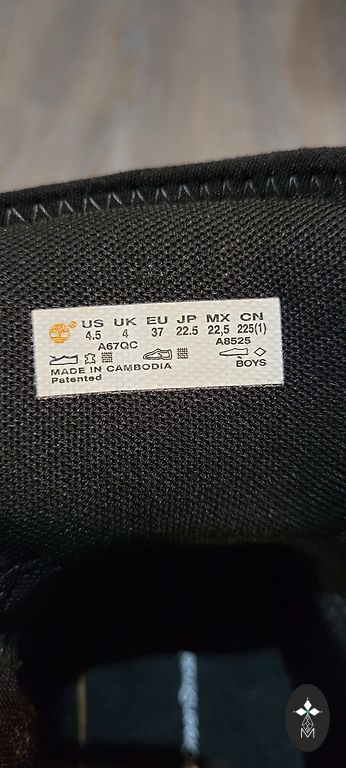 US UK EU JP MX CN
4.5 4 37 22.5 22,5 225(1)
A67QC A8525
BOYS
MADE IN CAMBODIA
Patented